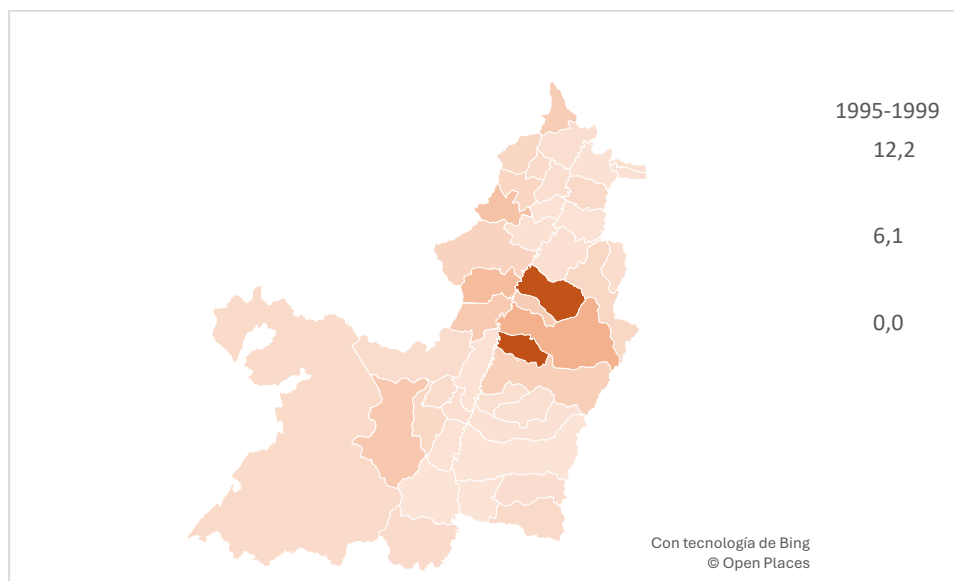 1995-1999
12,2
6,1
0,0
Con tecnología de Bing
© Open Places